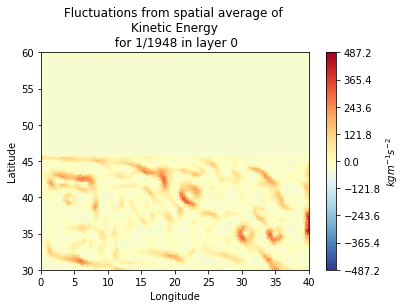 Fluctuations from spatial average of
Kinetic Energy
for 1/1948 in layer 0
60
55
50
45
40
35
30
Latitude
0 5 10 15 20 25 30 35 40
Longitude
487.2
365.4
243.6
121.8
0.0
−121.8
−243.6
−365.4
−487.2
kgm⁻¹s⁻²